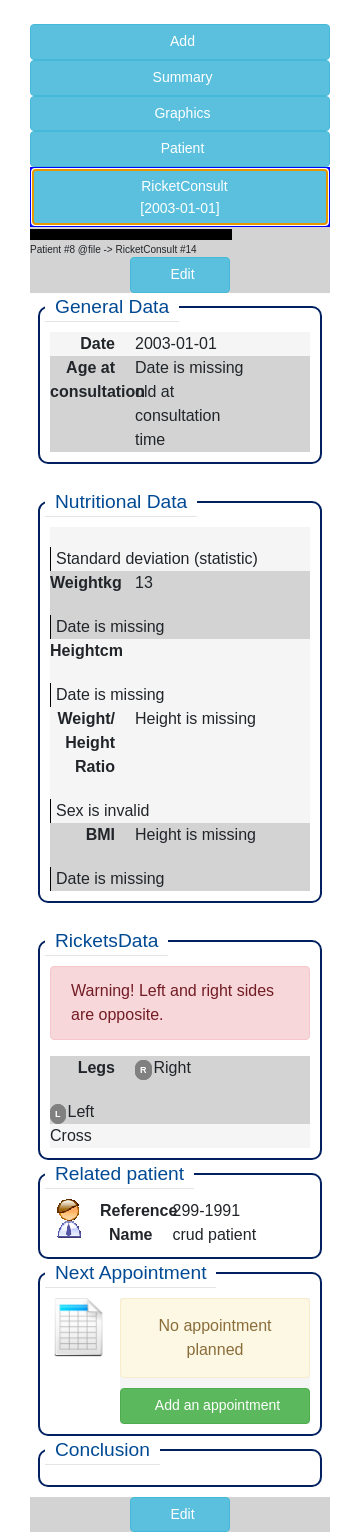 Add
Summary
Graphics
Patient
RicketConsult
[2003-01-01]
Patient #8 @file -> RicketConsult #14
Edit
General Data
Date 2003-01-01
Age at Date is missing
consultation old at
consultation
time
Nutritional Data
Standard deviation (statistic)
Weightkg 13
Date is missing
Heightcm
Date is missing
Weight/ Height is missing
Height
Ratio
Sex is invalid
BMI Height is missing
Date is missing
RicketsData
Warning! Left and right sides
are opposite.
Legs R Right
L Left
Cross
Related patient
Reference 299-1991
Name crud patient
Next Appointment
No appointment
planned
Add an appointment
Conclusion
Edit